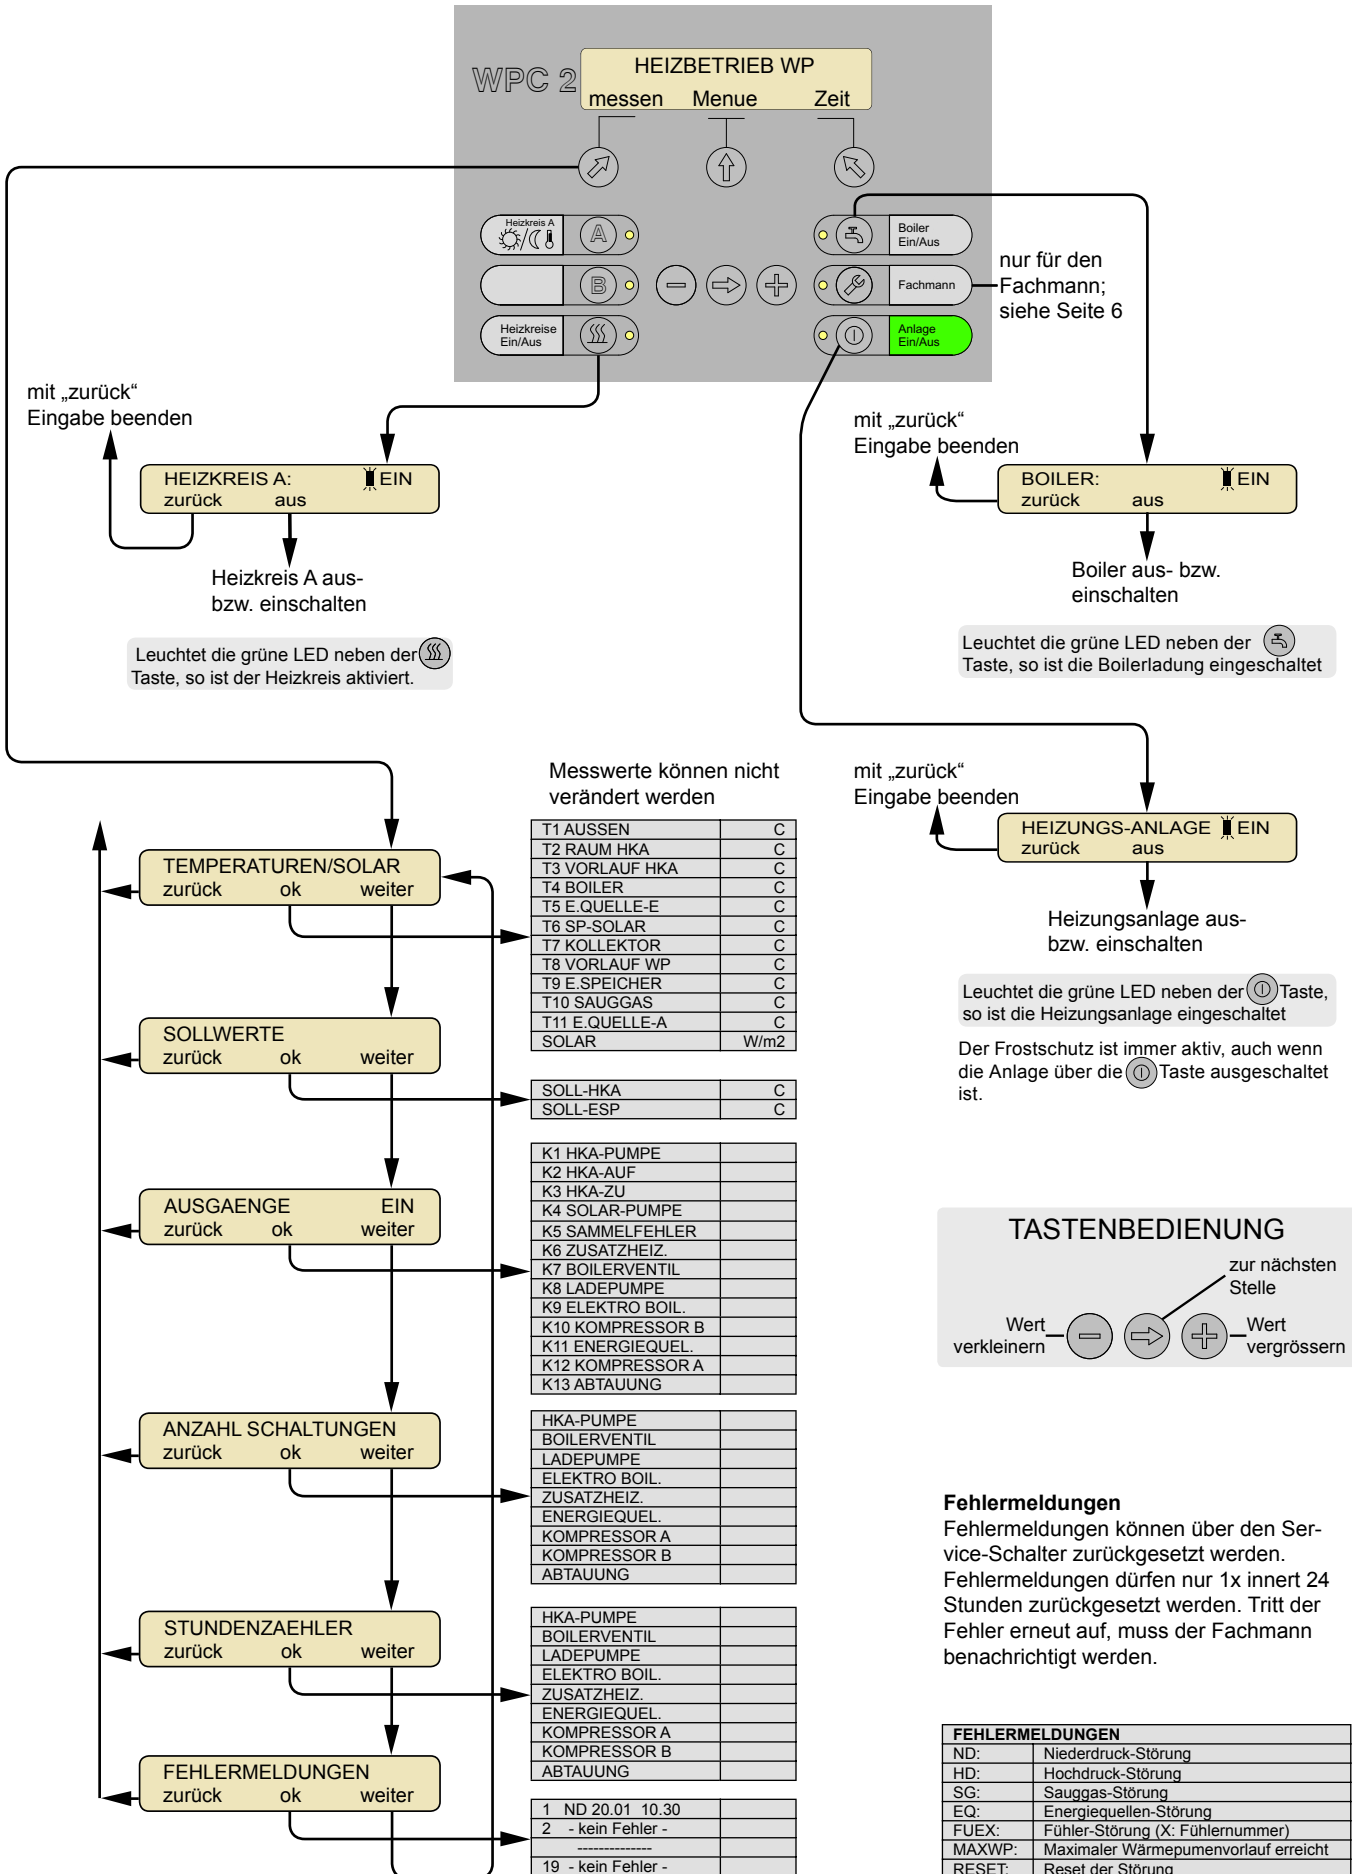 WPC 2
HEIZBETRIEB WP
messen Menue Zeit
Heizkreis A
A
B
Heizkreise
Ein/Aus
Boiler
Ein/Aus
Fachmann
Anlage
Ein/Aus
nur für den
Fachmann;
siehe Seite 6
mit „zurück“
Eingabe beenden
HEIZKREIS A: EIN
zurück aus
Heizkreis A aus-
bzw. einschalten
Leuchtet die grüne LED neben der
Taste, so ist der Heizkreis aktiviert.
mit „zurück“
Eingabe beenden
BOILER: EIN
zurück aus
Boiler aus- bzw.
einschalten
Leuchtet die grüne LED neben der
Taste, so ist die Boilerladung eingeschaltet
mit „zurück“
Eingabe beenden
HEIZUNGS-ANLAGE EIN
zurück aus
Heizungsanlage aus-
bzw. einschalten
Leuchtet die grüne LED neben der Taste,
so ist die Heizungsanlage eingeschaltet
Der Frostschutz ist immer aktiv, auch wenn
die Anlage über die Taste ausgeschaltet
ist.
Messwerte können nicht
verändert werden
TEMPERATUREN/SOLAR
zurück ok weiter
T1 AUSSEN C
T2 RAUM HKA C
T3 VORLAUF HKA C
T4 BOILER C
T5 E.QUELLE-E C
T6 SP-SOLAR C
T7 KOLLEKTOR C
T8 VORLAUF WP C
T9 E.SPEICHER C
T10 SAUGGAS C
T11 E.QUELLE-A C
SOLAR W/m2
SOLLWERTE
zurück ok weiter
SOLL-HKA C
SOLL-ESP C
AUSGAENGE EIN
zurück ok weiter
K1 HKA-PUMPE
K2 HKA-AUF
K3 HKA-ZU
K4 SOLAR-PUMPE
K5 SAMMELFEHLER
K6 ZUSATZHEIZ.
K7 BOILERVENTIL
K8 LADEPUMPE
K9 ELEKTRO BOIL.
K10 KOMPRESSOR B
K11 ENERGIEQUEL.
K12 KOMPRESSOR A
K13 ABTAUUNG
ANZAHL SCHALTUNGEN
zurück ok weiter
HKA-PUMPE
BOILERVENTIL
LADEPUMPE
ELEKTRO BOIL.
ZUSATZHEIZ.
ENERGIEQUEL.
KOMPRESSOR A
KOMPRESSOR B
ABTAUUNG
STUNDENZAEHLER
zurück ok weiter
HKA-PUMPE
BOILERVENTIL
LADEPUMPE
ELEKTRO BOIL.
ZUSATZHEIZ.
ENERGIEQUEL.
KOMPRESSOR A
KOMPRESSOR B
ABTAUUNG
FEHLERMELDUNGEN
zurück ok weiter
1 ND 20.01 10.30
2 - kein Fehler -
--------------
19 - kein Fehler -
TASTENBEDIENUNG
zur nächsten
Stelle
Wert
verkleinern
Wert
vergrössern
Fehlermeldungen
Fehlermeldungen können über den Ser-
vice-Schalter zurückgesetzt werden.
Fehlermeldungen dürfen nur 1x innert 24
Stunden zurückgesetzt werden. Tritt der
Fehler erneut auf, muss der Fachmann
benachrichtigt werden.
FEHLERMELDUNGEN
ND: Niederdruck-Störung
HD: Hochdruck-Störung
SG: Sauggas-Störung
EQ: Energiequellen-Störung
FUEX: Fühler-Störung (X: Fühlernummer)
MAXWP: Maximaler Wärmepumenvorlauf erreicht
RESET: Reset der Störung